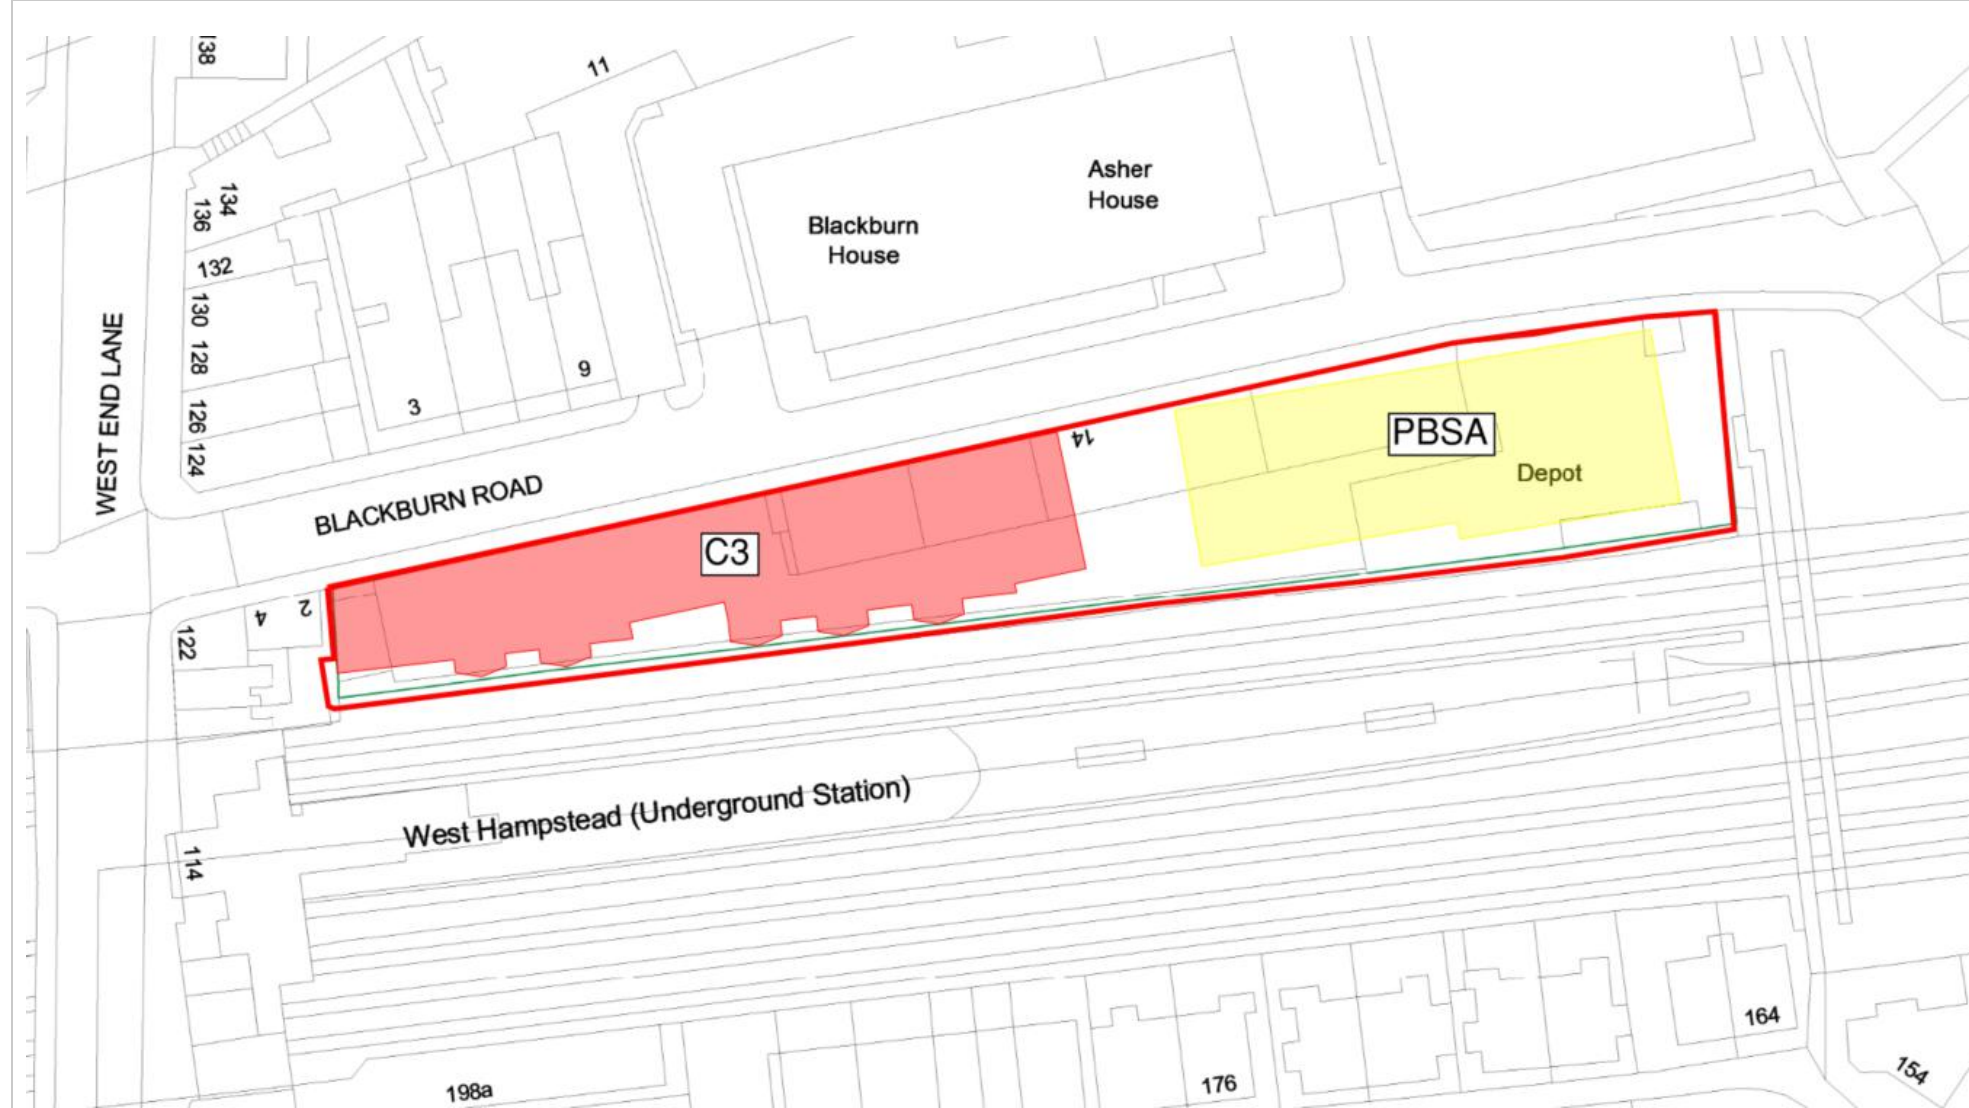 138
11
Asher
House
134
136
Blackburn
House
132
130
128
WEST END LANE
9
3
126
124
14
PBSA
Depot
BLACKBURN ROAD
C3
2
4
122
West Hampstead (Underground Station)
114
164
154
176
198a